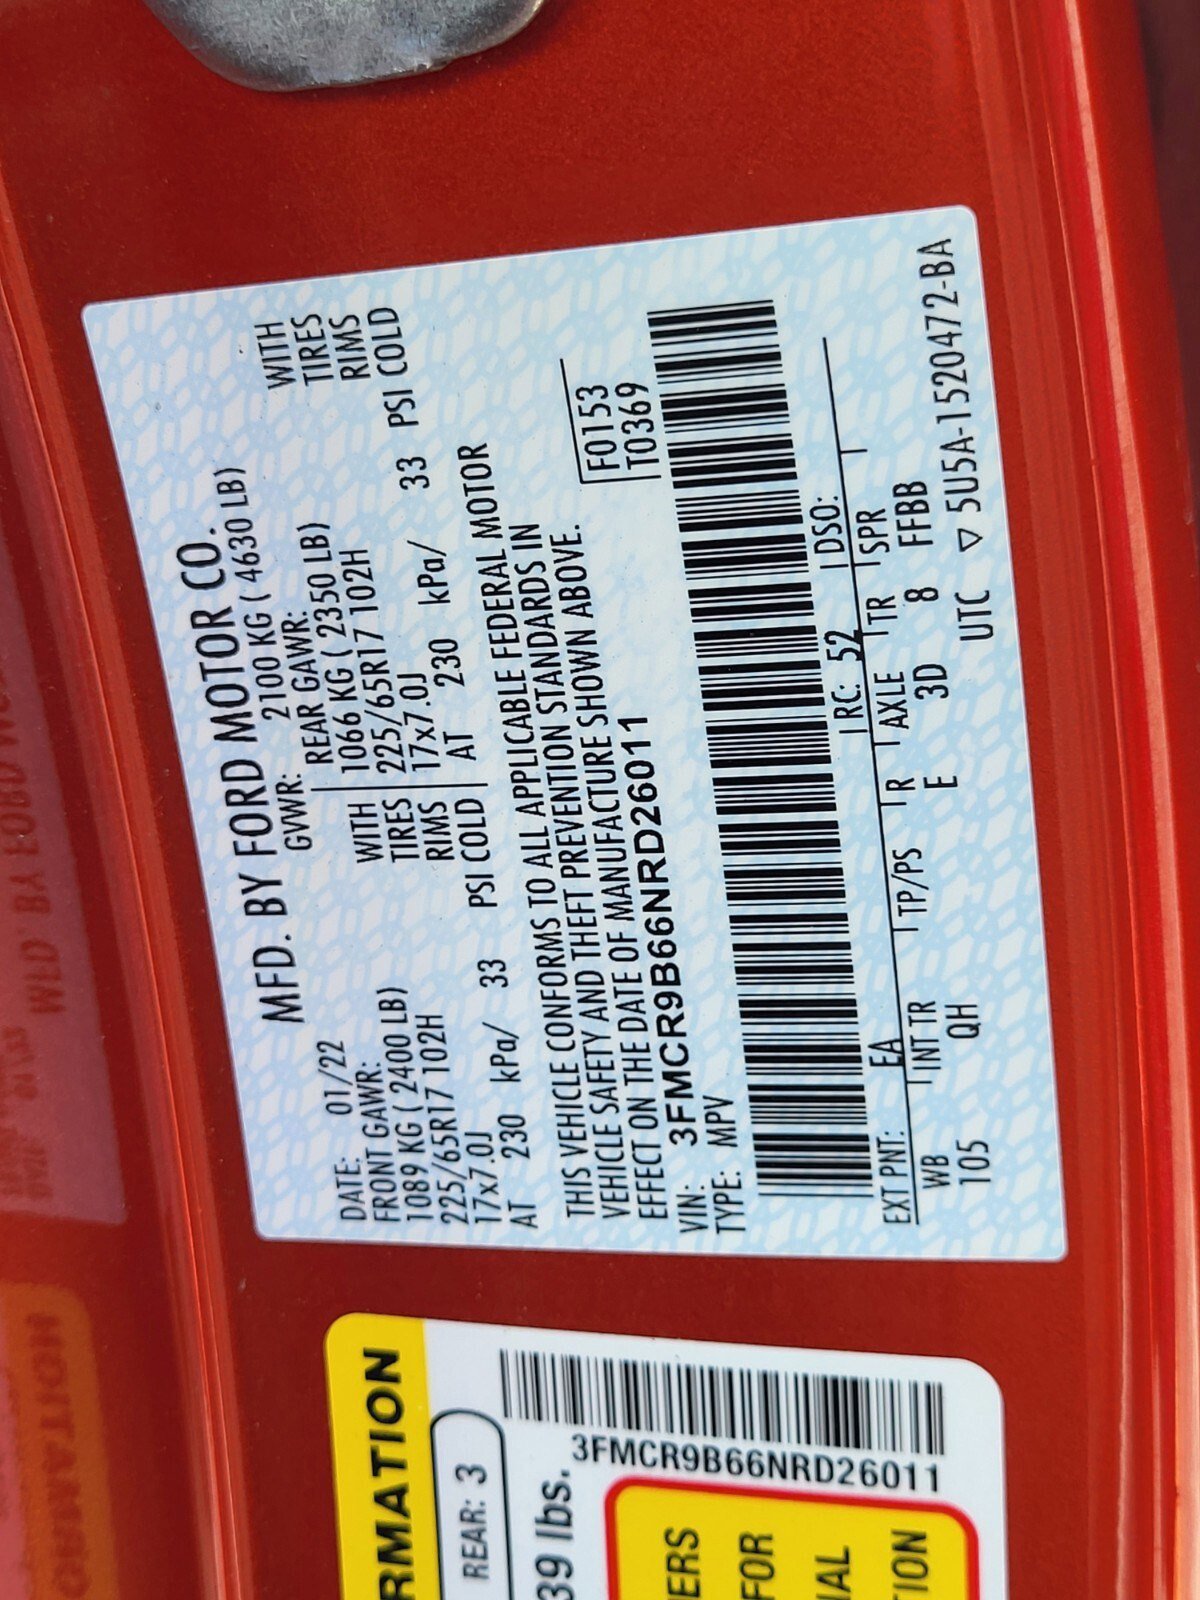 MFD. BY FORD MOTOR CO.
DATE: 01/22 GVWR: 2100 KG ( 4630 LB)
FRONT GAWR: REAR GAWR:
1089 KG ( 2400 LB) WITH 1066 KG ( 2350 LB) WITH
225/65R17 102H TIRES 225/65R17 102H TIRES
17x7.0J RIMS 17x7.0J RIMS
AT 230 kPa/ 33 PSI COLD AT 230 kPa/ 33 PSI COLD
THIS VEHICLE CONFORMS TO ALL APPLICABLE FEDERAL MOTOR
VEHICLE SAFETY AND THEFT PREVENTION STANDARDS IN
EFFECT ON THE DATE OF MANUFACTURE SHOWN ABOVE.
VIN: 3FMCR9B66NRD26011 F0153
TYPE: MPV T0369
EXT PNT: EA RC: 52 DSO:
WB INT TR TP/PS R AXLE TR SPR
105 QH E 3D 8 FFBB
UTC ▽ 5U5A-1520472-BA
RMATION
REAR: 3
39 lbs.
3FMCR9B66NRD26011
IERS
FOR
IAL
TION